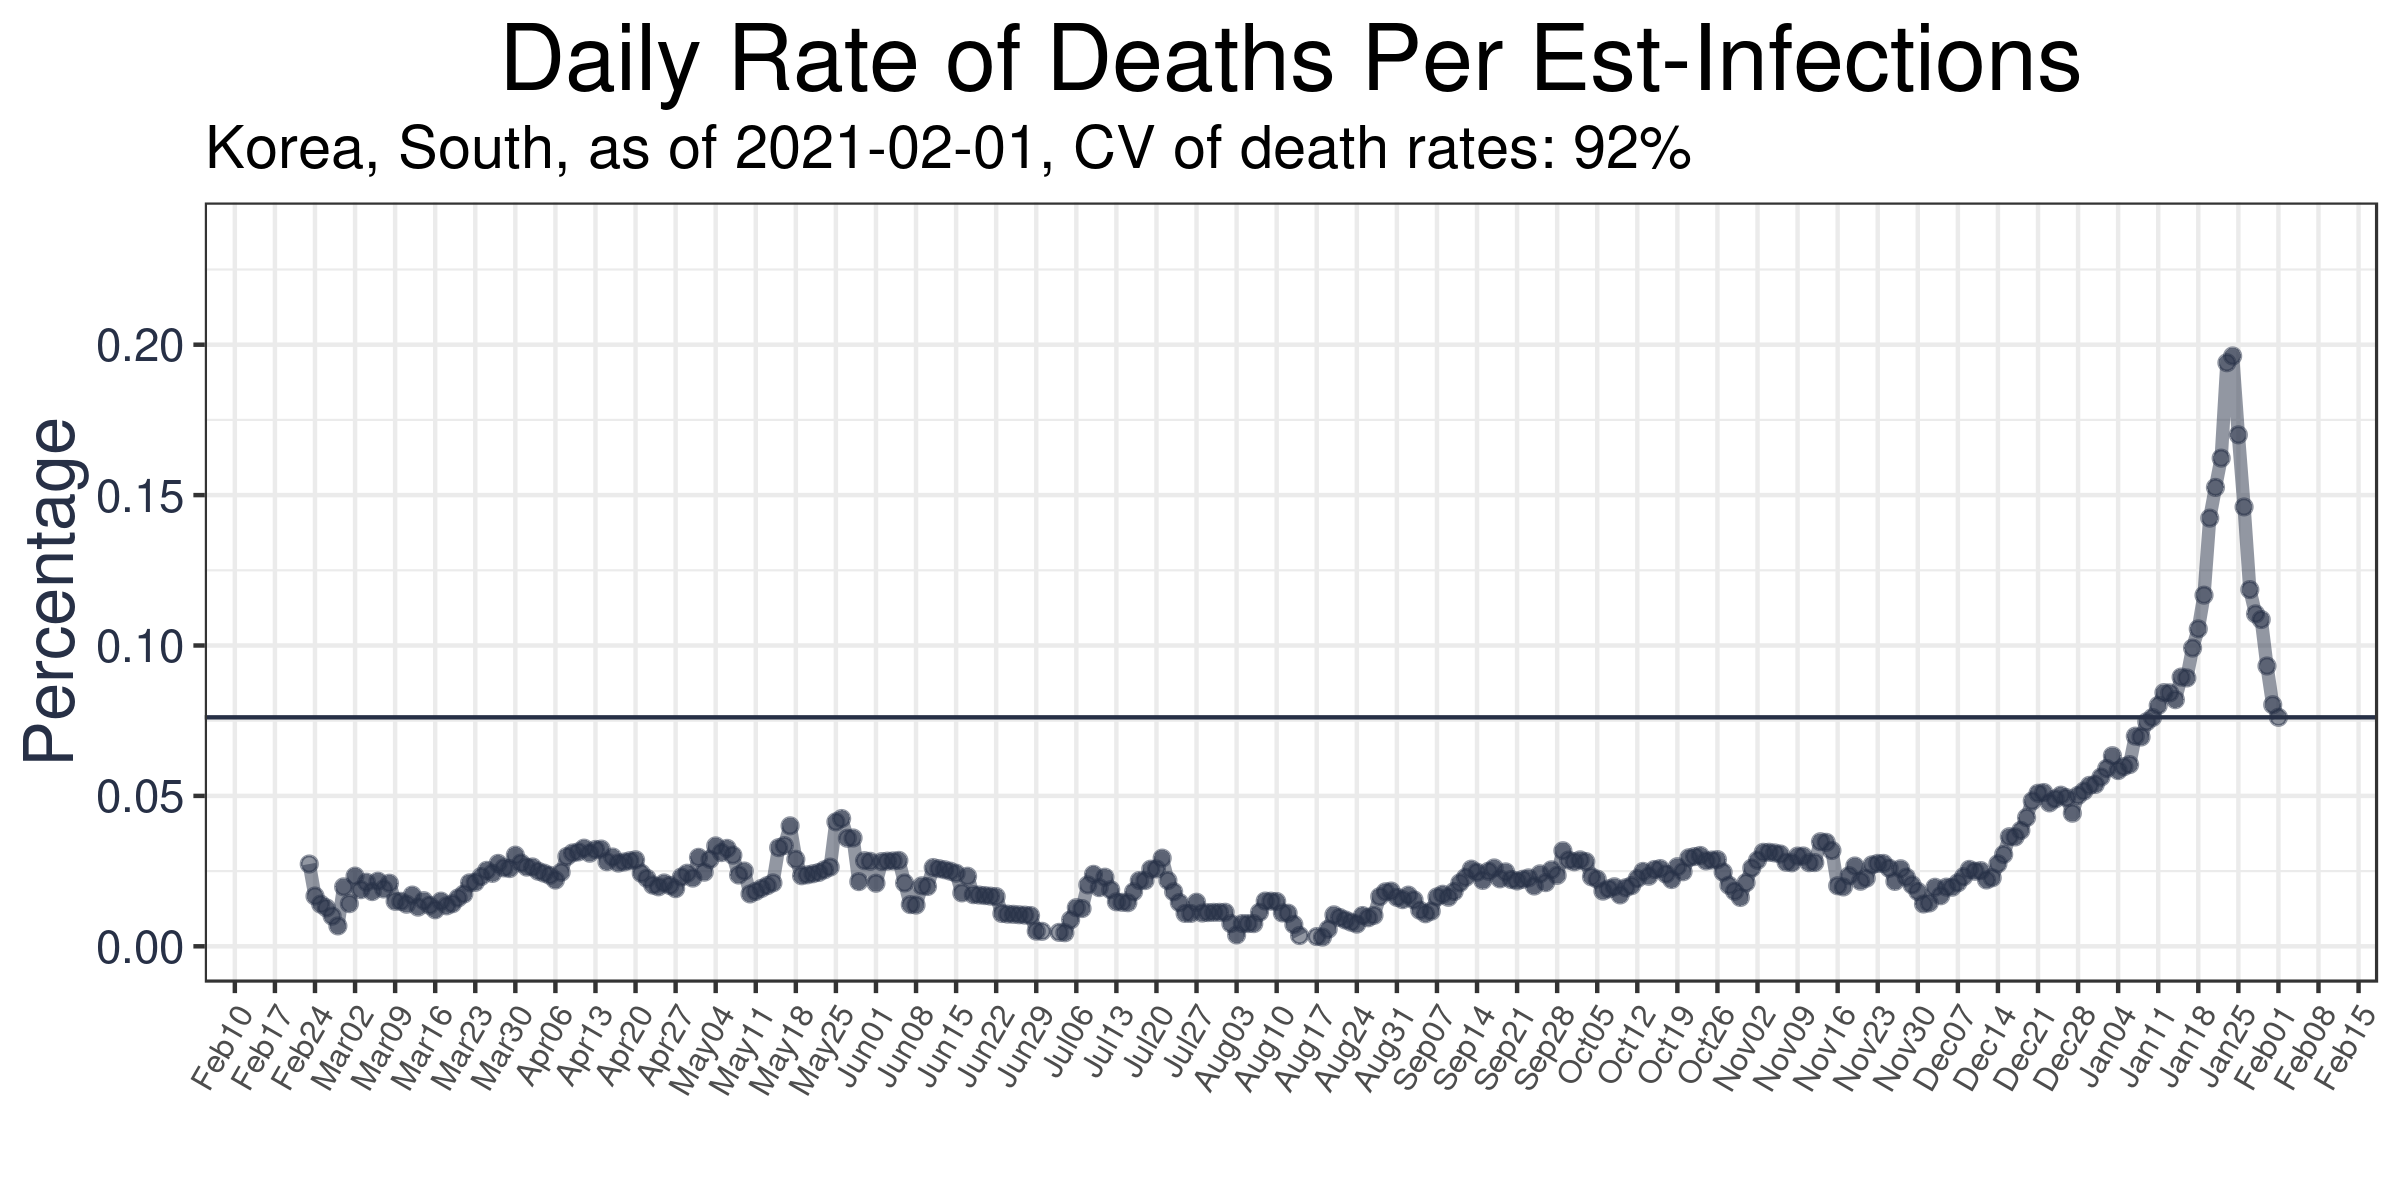 Daily Rate of Deaths Per Est-Infections
Korea, South, as of 2021-02-01, CV of death rates: 92%
Percentage
0.20
0.15
0.10
0.05
0.00
Feb10
Feb17
Feb24
Mar02
Mar09
Mar16
Mar23
Mar30
Apr06
Apr13
Apr20
Apr27
May04
May11
May18
May25
Jun01
Jun08
Jun15
Jun22
Jun29
Jul06
Jul13
Jul20
Jul27
Aug03
Aug10
Aug17
Aug24
Aug31
Sep07
Sep14
Sep21
Sep28
Oct05
Oct12
Oct19
Oct26
Nov02
Nov09
Nov16
Nov23
Nov30
Dec07
Dec14
Dec21
Dec28
Jan04
Jan11
Jan18
Jan25
Feb01
Feb08
Feb15